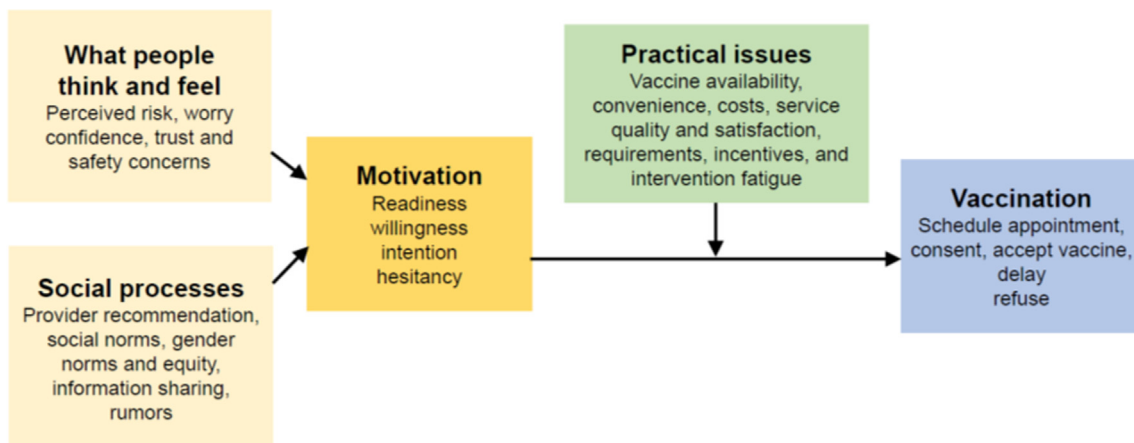 What people
think and feel
Perceived risk, worry
confidence, trust and
safety concerns
Social processes
Provider recommendation,
social norms, gender
norms and equity,
information sharing,
rumors
Motivation
Readiness
willingness
intention
hesitancy
Practical issues
Vaccine availability,
convenience, costs, service
quality and satisfaction,
requirements, incentives, and
intervention fatigue
Vaccination
Schedule appointment,
consent, accept vaccine,
delay
refuse